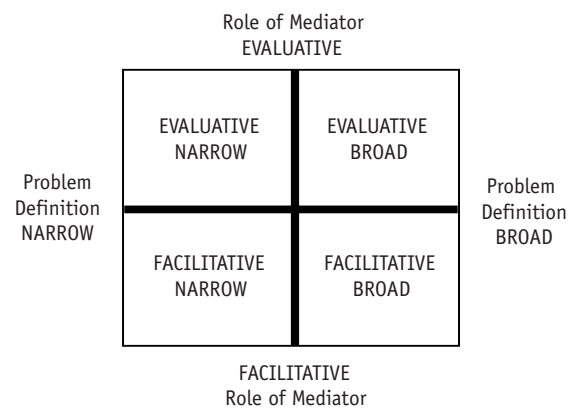 Role of Mediator
EVALUATIVE
EVALUATIVE
NARROW
EVALUATIVE
BROAD
Problem
Definition
NARROW
Problem
Definition
BROAD
FACILITATIVE
NARROW
FACILITATIVE
BROAD
FACILITATIVE
Role of Mediator